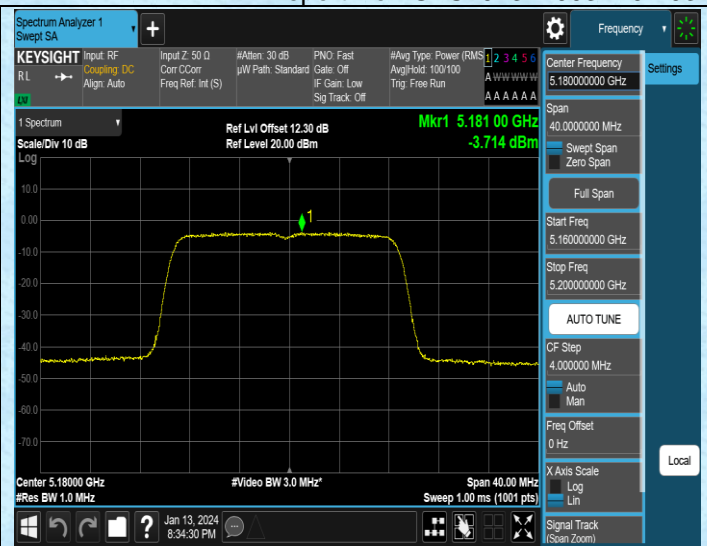 Spectrum Analyzer 1
Swept SA
+
Frequency
KEYSIGHT
RL
LXI
Input: RF
Coupling: DC
Align: Auto
Input Z: 50 Ω
Corr CCorr
Freq Ref: Int (S)
#Atten: 30 dB
µW Path: Standard
PNO: Fast
Gate: Off
IF Gain: Low
Sig Track: Off
#Avg Type: Power (RMS
Avg|Hold: 100/100
Trig: Free Run
1 2 3 4 5 6
A W W W W W
A A A A A A
1 Spectrum
Scale/Div 10 dB
Log
Ref Lvl Offset 12.30 dB
Ref Level 20.00 dBm
Mkr1 5.181 00 GHz
-3.714 dBm
10.0
0.00
-10.0
-20.0
-30.0
-40.0
-50.0
-60.0
-70.0
1
Center 5.18000 GHz
#Res BW 1.0 MHz
#Video BW 3.0 MHz*
Span 40.00 MHz
Sweep 1.00 ms (1001 pts)
Center Frequency
5.180000000 GHz
Settings
Span
40.0000000 MHz
Swept Span
Zero Span
Full Span
Start Freq
5.160000000 GHz
Stop Freq
5.200000000 GHz
AUTO TUNE
CF Step
4.000000 MHz
Auto
Man
Freq Offset
0 Hz
X Axis Scale
Log
Lin
Signal Track
(Span Zoom)
Local
?
Jan 13, 2024
8:34:30 PM